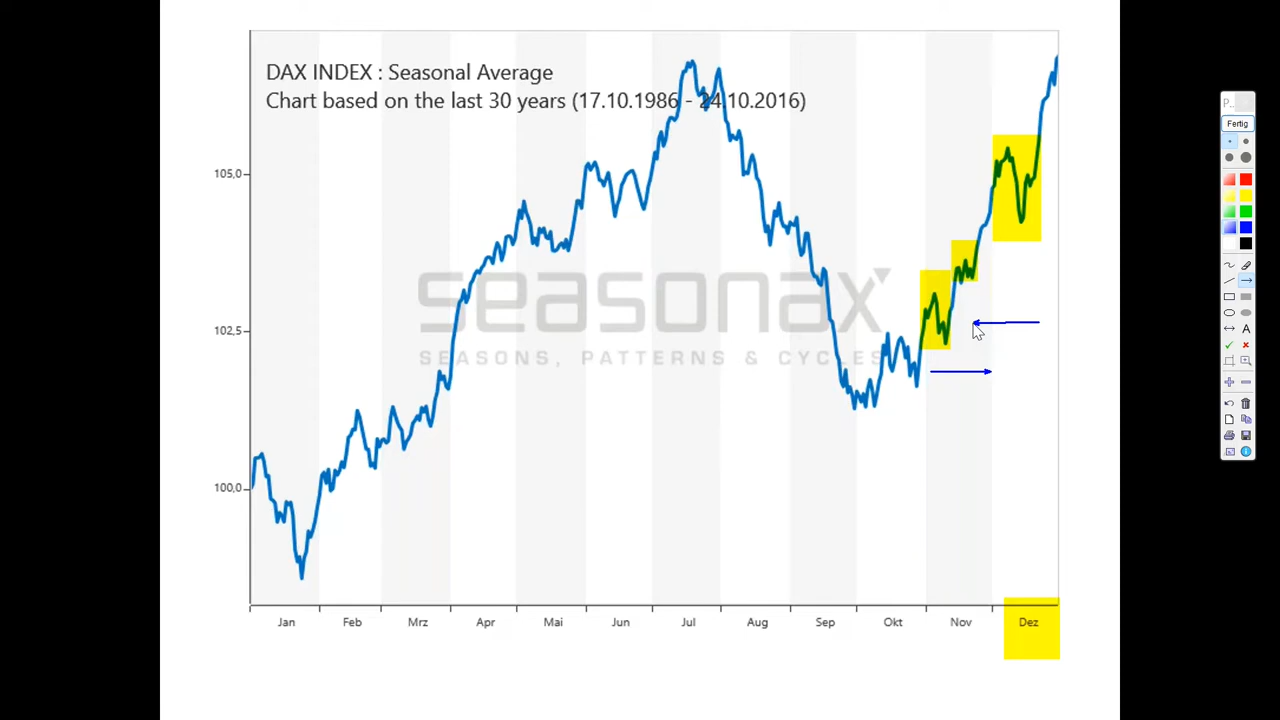 DAX INDEX : Seasonal Average
Chart based on the last 30 years (17.10.1986 - 24.10.2016)
P...
Fertig
105,0
seasonax
102,5
SEASONS, PATTERNS & CYCLES
100,0
Jan Feb Mrz Apr Mai Jun Jul Aug Sep Okt Nov Dez
A